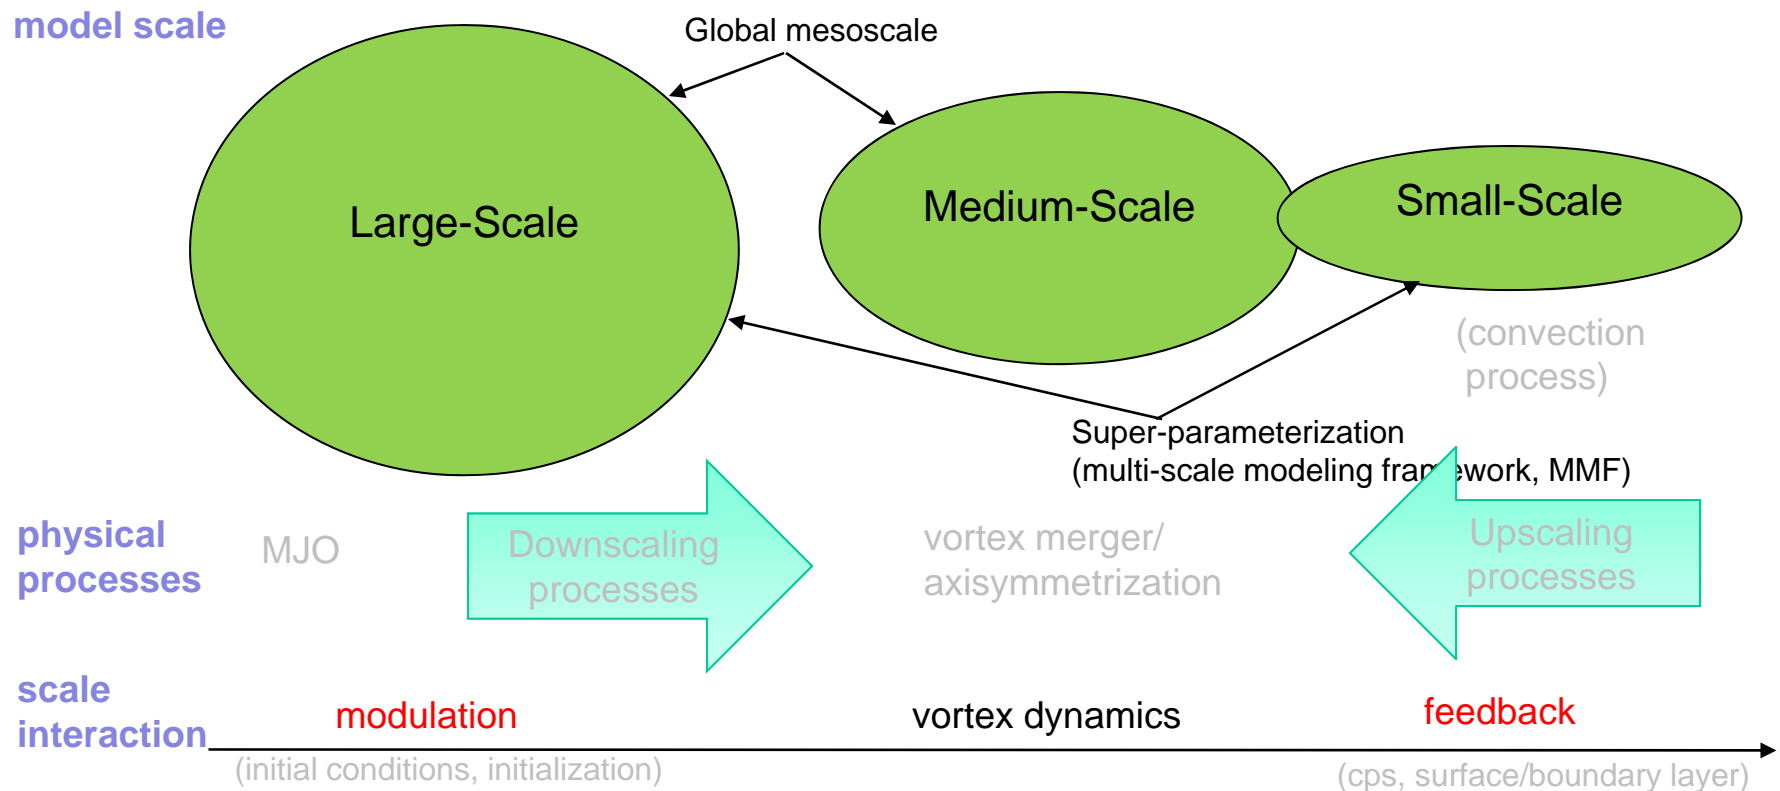 model scale
Global mesoscale
Large-Scale
Medium-Scale
Small-Scale
(convection
process)
Super-parameterization
(multi-scale modeling framework, MMF)
physical
processes
MJO
Downscaling
processes
vortex merger/
axisymmetrization
Upscaling
processes
scale
interaction
modulation
vortex dynamics
feedback
(initial conditions, initialization)
(cps, surface/boundary layer)